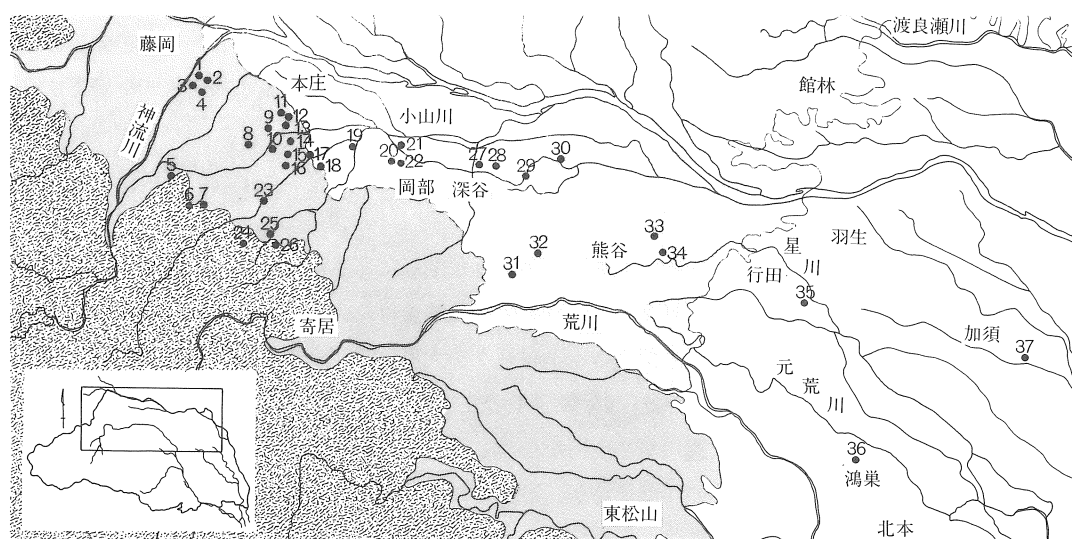 渡良瀬川
藤岡
館林
本庄
1
2
3
4
神流川
小山川
11
12
9
13
8
10
14
15
17
16
18
19
20
21
22
27
28
29
30
岡部
深谷
5
6
7
23
24
25
26
33
34
32
31
熊谷
星川
羽生
行田
35
寄居
荒川
加須
37
元荒川
36
鴻巣
東松山
北本